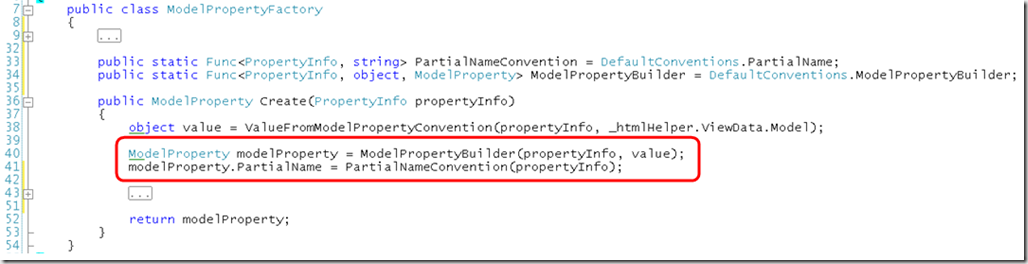 7 public class ModelPropertyFactory
8 {
9 ...
32
33 public static Func<PropertyInfo, string> PartialNameConvention = DefaultConventions.PartialName;
34 public static Func<PropertyInfo, object, ModelProperty> ModelPropertyBuilder = DefaultConventions.ModelPropertyBuilder;
35
36 public ModelProperty Create(PropertyInfo propertyInfo)
37 {
38 object value = ValueFromModelPropertyConvention(propertyInfo, _htmlHelper.ViewData.Model);
39
40 ModelProperty modelProperty = ModelPropertyBuilder(propertyInfo, value);
41 modelProperty.PartialName = PartialNameConvention(propertyInfo);
42
43 ...
51
52 return modelProperty;
53 }
54 }